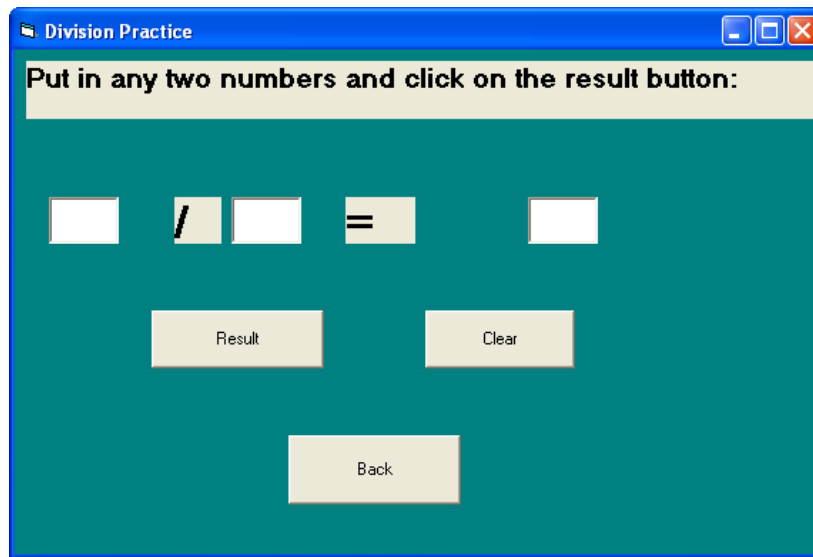 Division Practice
Put in any two numbers and click on the result button:
/ =
Result Clear
Back